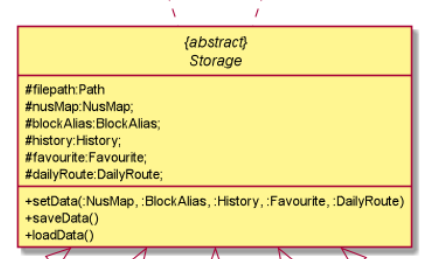 {abstract}
Storage
#filepath:Path
#nusMap:NusMap;
#blockAlias:BlockAlias;
#history:History;
#favourite:Favourite;
#dailyRoute:DailyRoute;
+setData(:NusMap, :BlockAlias, :History, :Favourite, :DailyRoute)
+saveData()
+loadData()